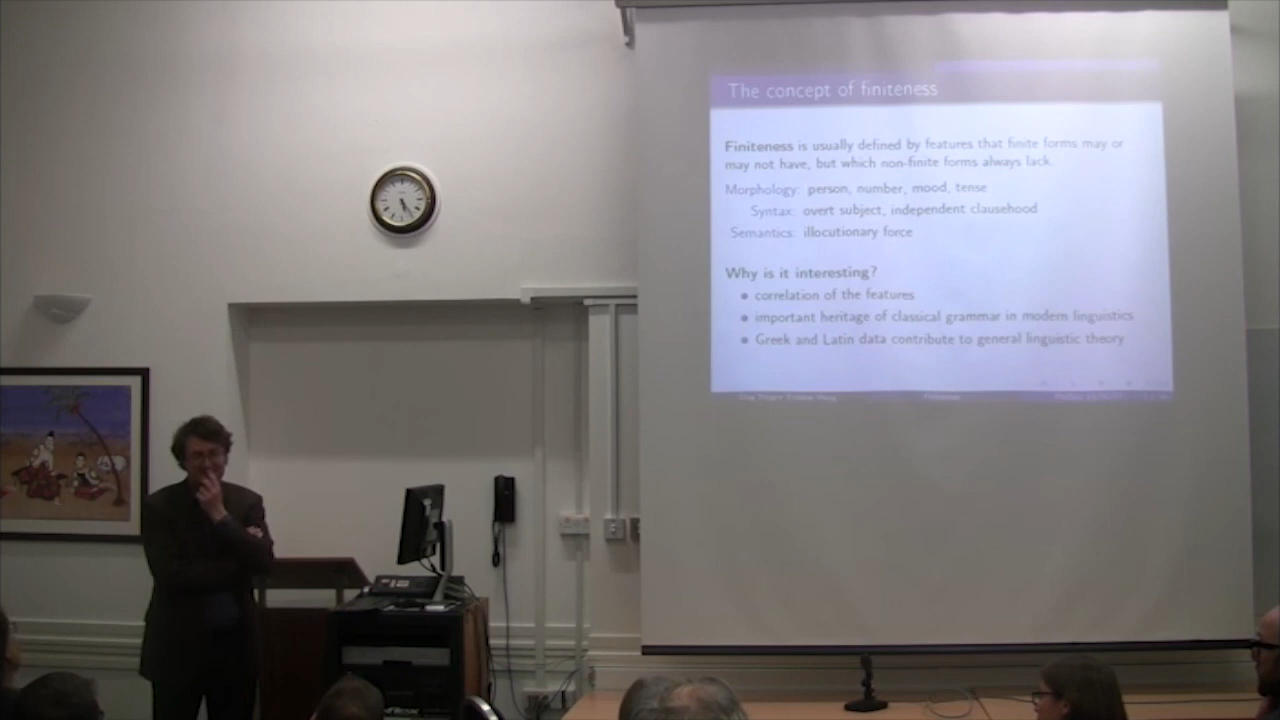 The concept of finiteness
Finiteness is usually defined by features that finite forms may or
may not have, but which non-finite forms always lack.
Morphology: person, number, mood, tense
Syntax: overt subject, independent clausehood
Semantics: illocutionary force
Why is it interesting?
• correlation of the features
• important heritage of classical grammar in modern linguistics
• Greek and Latin data contribute to general linguistic theory
Finiteness